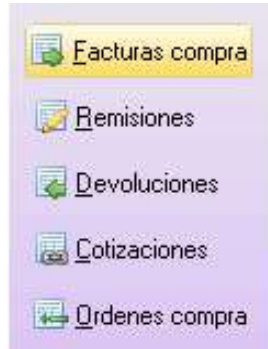 Facturas compra
Remisiones
Devoluciones
Cotizaciones
Ordenes compra